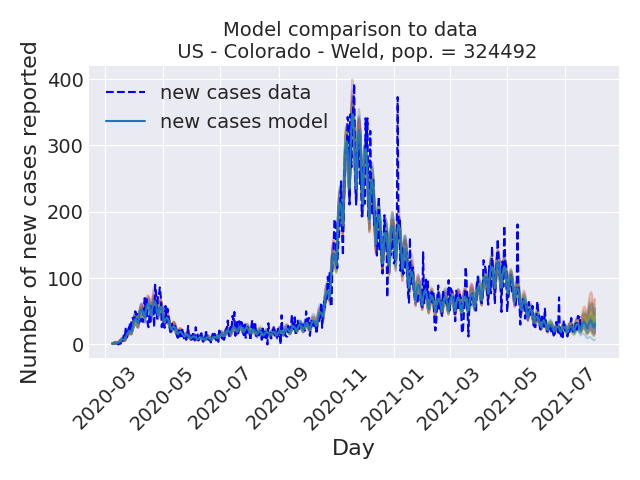 Model comparison to data
US - Colorado - Weld, pop. = 324492
Number of new cases reported
400
300
200
100
0
new cases data
new cases model
2020-03
2020-05
2020-07
2020-09
2020-11
2021-01
2021-03
2021-05
2021-07
Day